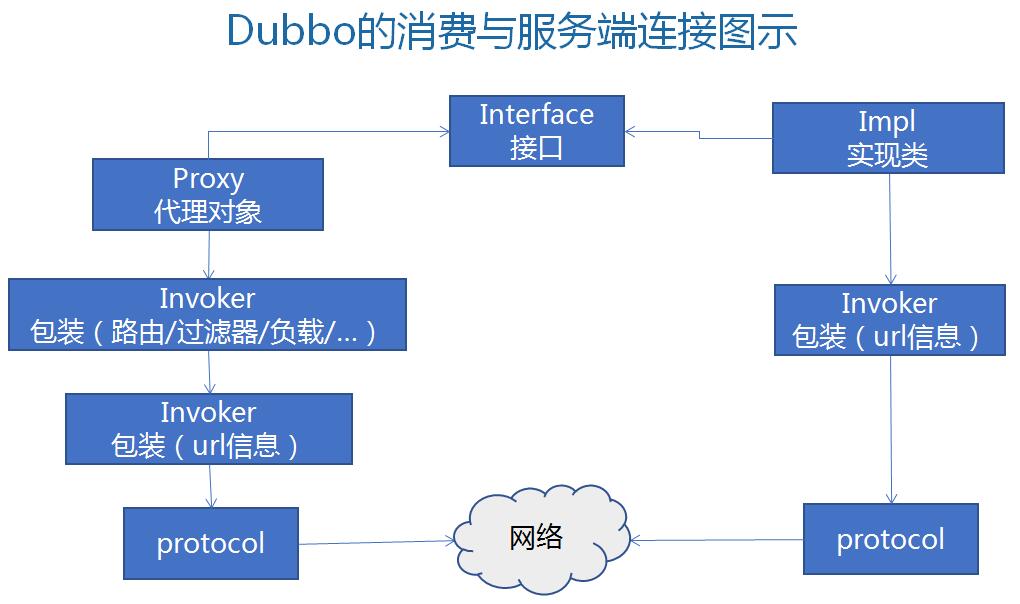 Dubbo的消费与服务端连接图示
Interface
接口
Impl
实现类
Proxy
代理对象
Invoker
包装（路由/过滤器/负载/...）
Invoker
包装（url信息）
Invoker
包装（url信息）
protocol
网络
protocol